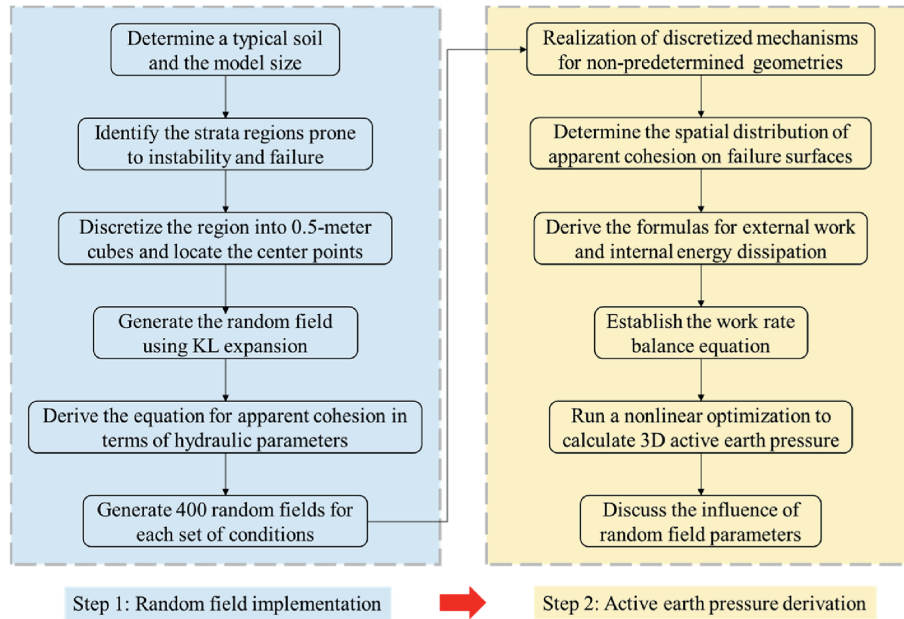 Determine a typical soil
and the model size
Identify the strata regions prone
to instability and failure
Discretize the region into 0.5-meter
cubes and locate the center points
Generate the random field
using KL expansion
Derive the equation for apparent cohesion in
terms of hydraulic parameters
Generate 400 random fields for
each set of conditions
Step 1: Random field implementation
Realization of discretized mechanisms
for non-predetermined geometries
Determine the spatial distribution of
apparent cohesion on failure surfaces
Derive the formulas for external work
and internal energy dissipation
Establish the work rate
balance equation
Run a nonlinear optimization to
calculate 3D active earth pressure
Discuss the influence of
random field parameters
Step 2: Active earth pressure derivation